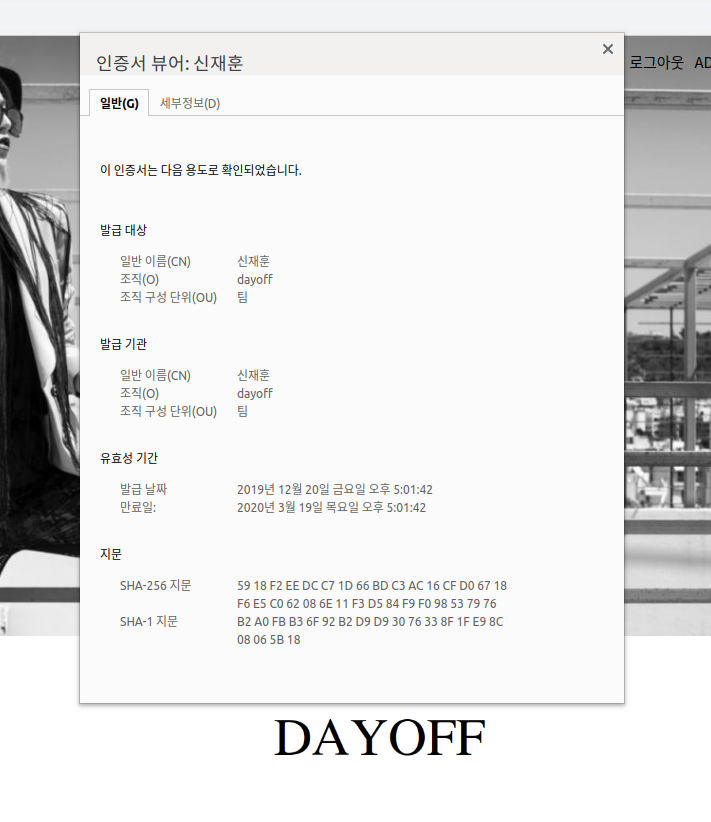 인증서 뷰어: 신재훈
로그아웃 AD
일반(G) 세부정보(D)
이 인증서는 다음 용도로 확인되었습니다.
발급 대상
일반 이름(CN) 신재훈
조직(O) dayoff
조직 구성 단위(OU) 팀
발급 기관
일반 이름(CN) 신재훈
조직(O) dayoff
조직 구성 단위(OU) 팀
유효성 기간
발급 날짜 2019년 12월 20일 금요일 오후 5:01:42
만료일: 2020년 3월 19일 목요일 오후 5:01:42
지문
SHA-256 지문 59 18 F2 EE DC C7 1D 66 BD C3 AC 16 CF D0 67 18
F6 E5 C0 62 08 6E 11 F3 D5 84 F9 F0 98 53 79 76
SHA-1 지문 B2 A0 FB B3 6F 92 B2 D9 D9 30 76 33 8F 1F E9 8C
08 06 5B 18
DAYOFF